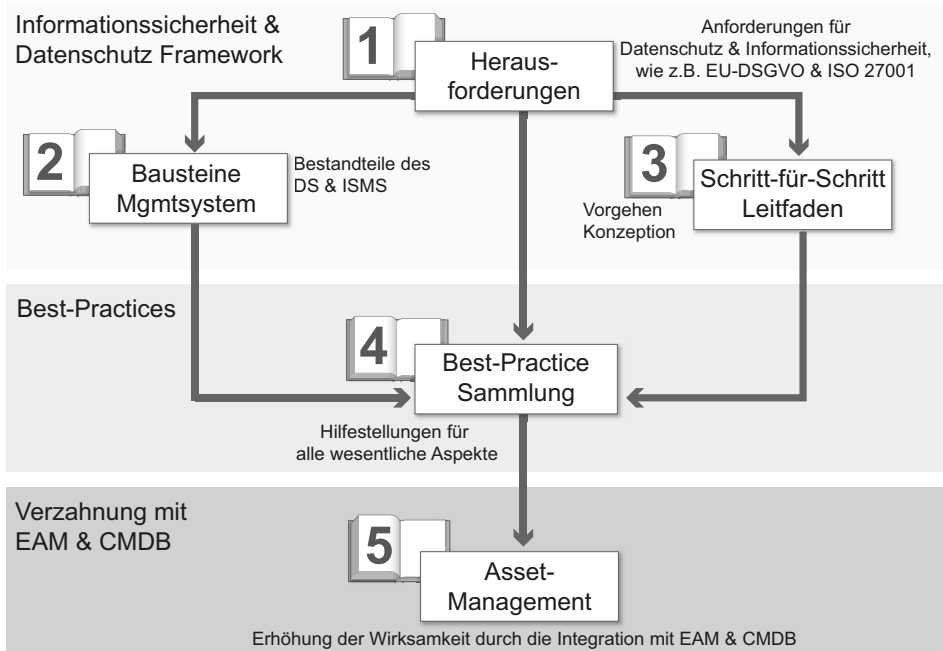 Informationssicherheit &
Datenschutz Framework
1
Heraus-
forderungen
Anforderungen für
Datenschutz & Informationssicherheit,
wie z.B. EU-DSGVO & ISO 27001
2
Bausteine
Mgmtsystem
Bestandteile des
DS & ISMS
3
Schritt-für-Schritt
Leitfaden
Vorgehen
Konzeption
Best-Practices
4
Best-Practice
Sammlung
Hilfestellungen für
alle wesentliche Aspekte
Verzahnung mit
EAM & CMDB
5
Asset-
Management
Erhöhung der Wirksamkeit durch die Integration mit EAM & CMDB